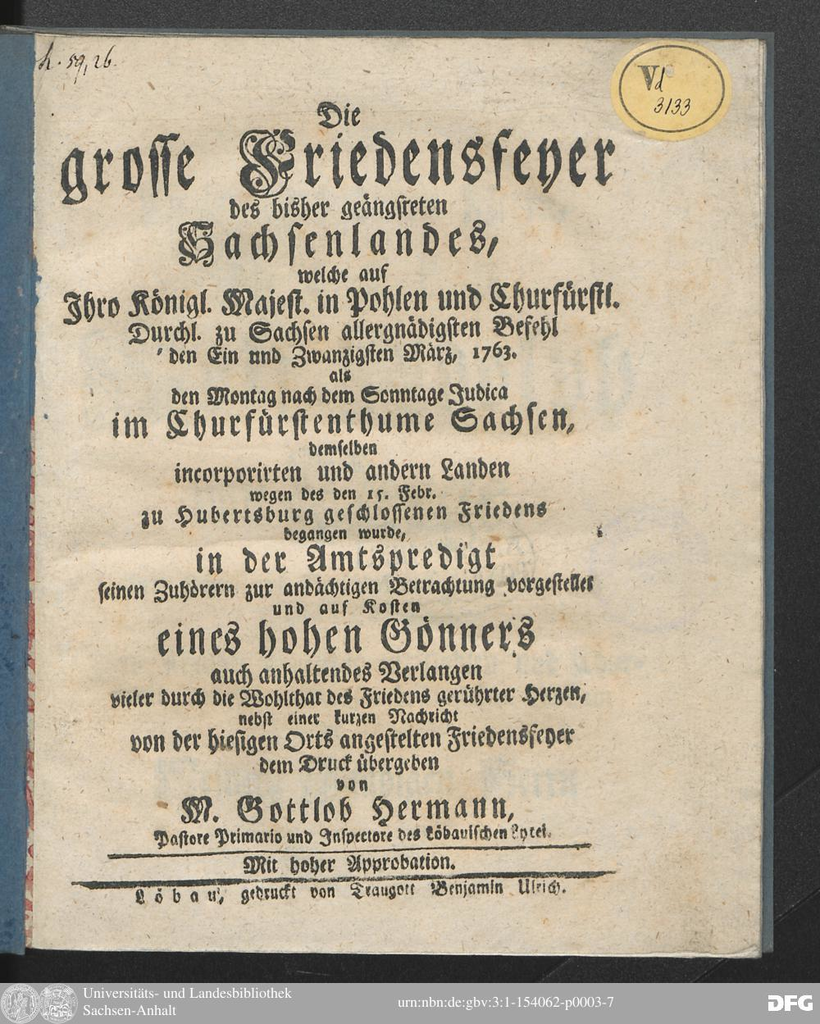 h. 59,26.
Vd
3133
Die
grosse Friedensfeyer
des bisher geängsteten
Sachsenlandes,
welche auf
Ihro Königl. Majest. in Pohlen und Churfürstl.
Durchl. zu Sachsen allergnädigsten Befehl
den Ein und Zwanzigsten März, 1763.
als
den Montag nach dem Sonntage Judica
im Churfürstenthume Sachsen,
demselben
incorporirten und andern Landen
wegen des den 15. Febr.
zu Hubertsburg geschlossenen Friedens
begangen wurde,
in der Amtspredigt
seinen Zuhörern zur andächtigen Betrachtung vorgestellet
und auf Kosten
eines hohen Gönners
auch anhaltendes Verlangen
vieler durch die Wohlthat des Friedens gerührter Herzen,
nebst einer kurzen Nachricht
von der hiesigen Orts angestelten Friedensfeyer
dem Druck übergeben
von
M. Gottlob Hermann,
Pastore Primario und Inspectore des Löbauischen
Mit hoher Approbation.
Löbau, gedruckt von Traugott Benjamin Ulrich.
Universitäts- und Landesbibliothek
Sachsen-Anhalt
urn:nbn:de:gbv:3:1-154062-p0003-7
DFG